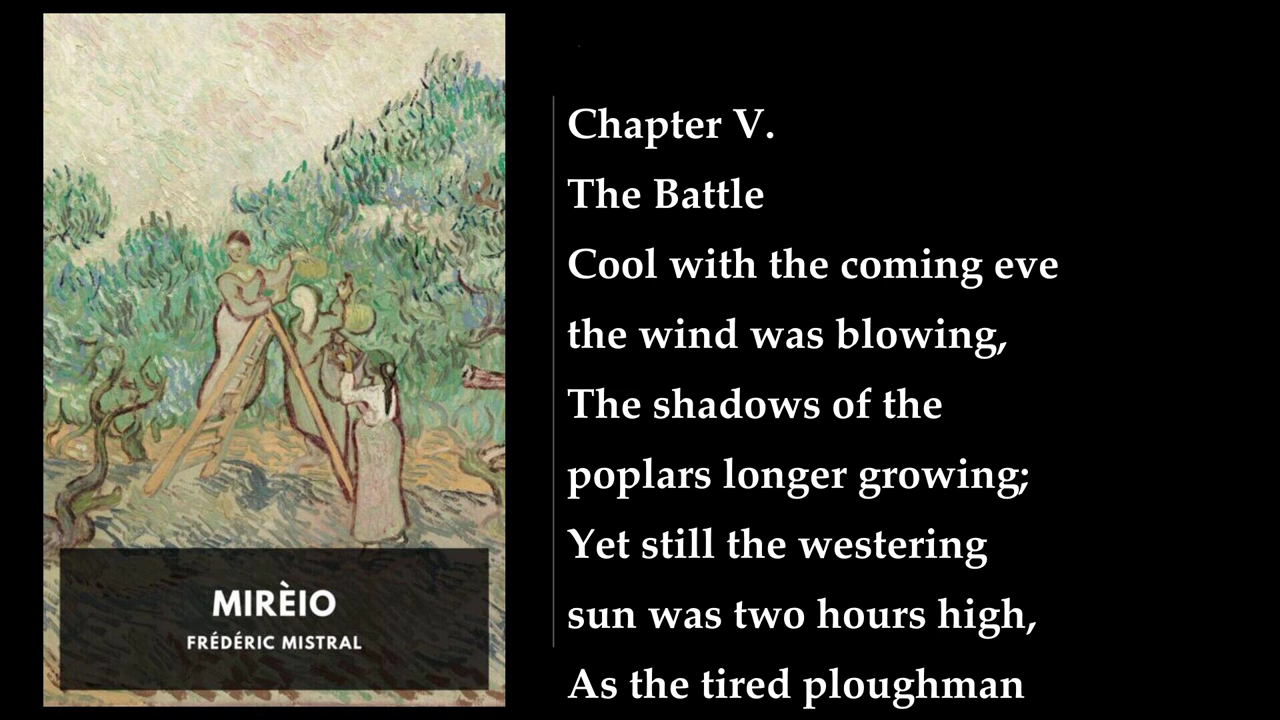 MIRÈIO
FRÉDÉRIC MISTRAL
Chapter V.
The Battle
Cool with the coming eve
the wind was blowing,
The shadows of the
poplars longer growing;
Yet still the westering
sun was two hours high,
As the tired ploughman